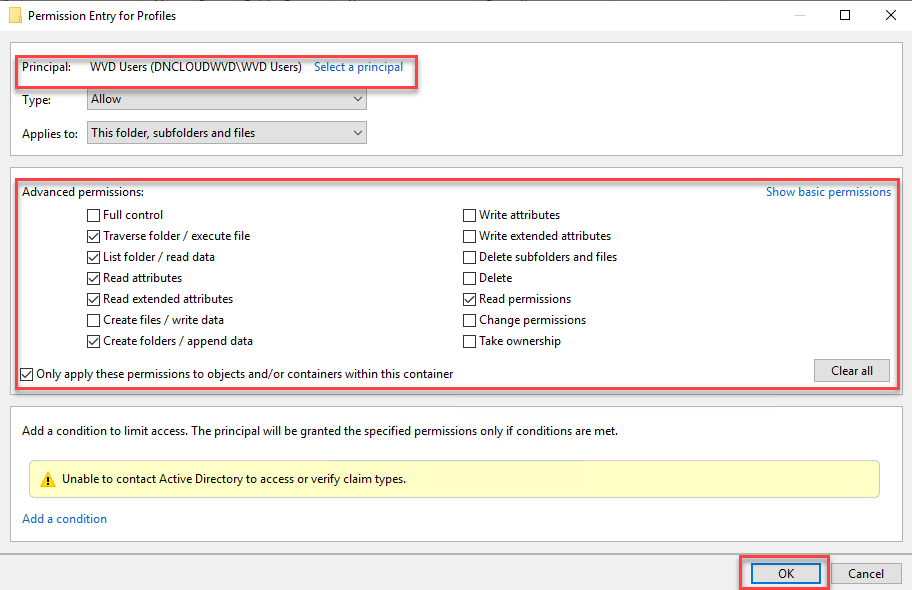 Permission Entry for Profiles
Principal: WVD Users (DNCLOUDWVD\WVD Users) Select a principal
Type: Allow
Applies to: This folder, subfolders and files
Advanced permissions: Show basic permissions
Full control Write attributes
Traverse folder / execute file Write extended attributes
List folder / read data Delete subfolders and files
Read attributes Delete
Read extended attributes Read permissions
Create files / write data Change permissions
Create folders / append data Take ownership
Only apply these permissions to objects and/or containers within this container Clear all
Add a condition to limit access. The principal will be granted the specified permissions only if conditions are met.
Unable to contact Active Directory to access or verify claim types.
Add a condition
OK Cancel